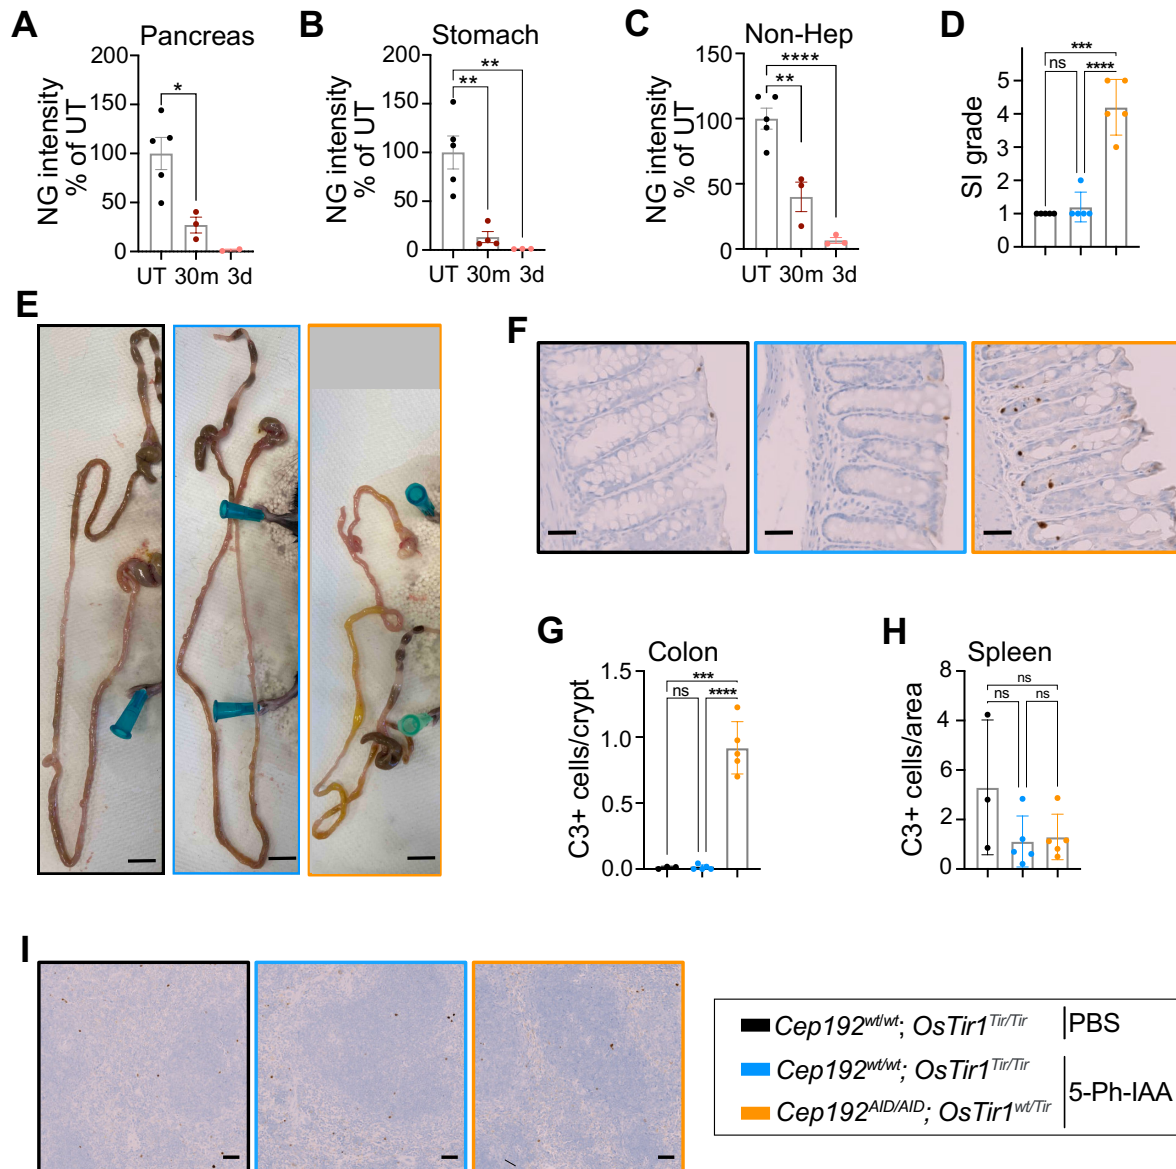 A
Pancreas
NG intensity
% of UT
200
150
100
50
0
*
UT 30m 3d
B
Stomach
NG intensity
% of UT
200
150
100
50
0
**
**
UT 30m 3d
C
Non-Hep
NG intensity
% of UT
150
100
50
0
****
**
UT 30m 3d
D
SI grade
5
4
3
2
1
0
***
ns
****
E
F
G
Colon
C3+ cells/crypt
1.5
1.0
0.5
0.0
***
ns
****
H
Spleen
C3+ cells/area
8
4
6
2
0
ns
ns
ns
I
Cep192wt/wt; OsTir1Tir/Tir
PBS
Cep192wt/wt; OsTir1Tir/Tir
5-Ph-IAA
Cep192AID/AID; OsTir1wt/Tir